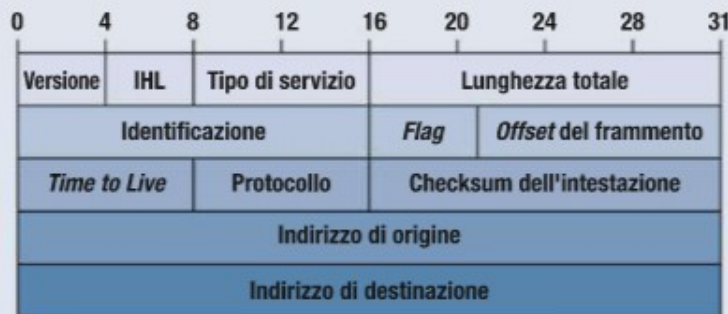 0 4 8 12 16 20 24 28 31
Versione IHL Tipo di servizio Lunghezza totale
Identificazione Flag Offset del frammento
Time to Live Protocollo Checksum dell'intestazione
Indirizzo di origine
Indirizzo di destinazione